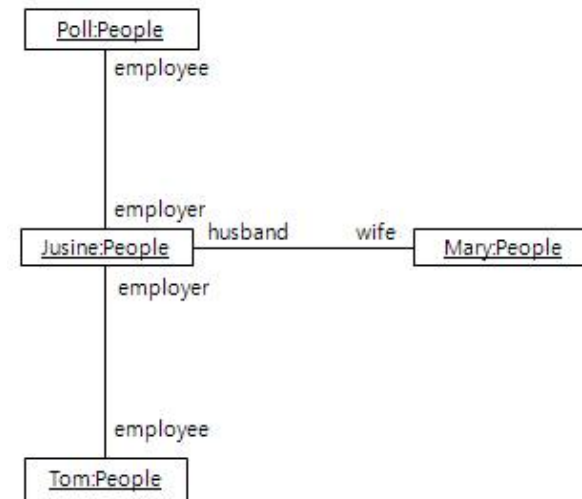 Poll:People
employee
employer
husband wife
Jusine:People
Mary:People
employer
employee
Tom:People